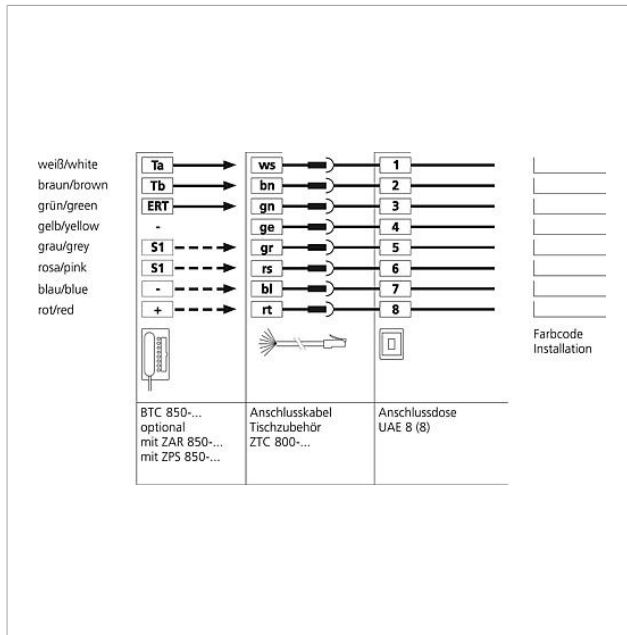 weiß/white Ta ws 1
braun/brown Tb bn 2
grün/green ERT gn 3
gelb/yellow - ge 4
grau/grey S1 gr 5
rosa/pink S1 rs 6
blau/blue - bl 7
rot/red + rt 8
Farbcode
Installation
BTC 850-...
optional
mit ZAR 850-...
mit ZPS 850-...
Anschlusskabel
Tischzubehör
ZTC 800-...
Anschlussdose
UAE 8 (8)